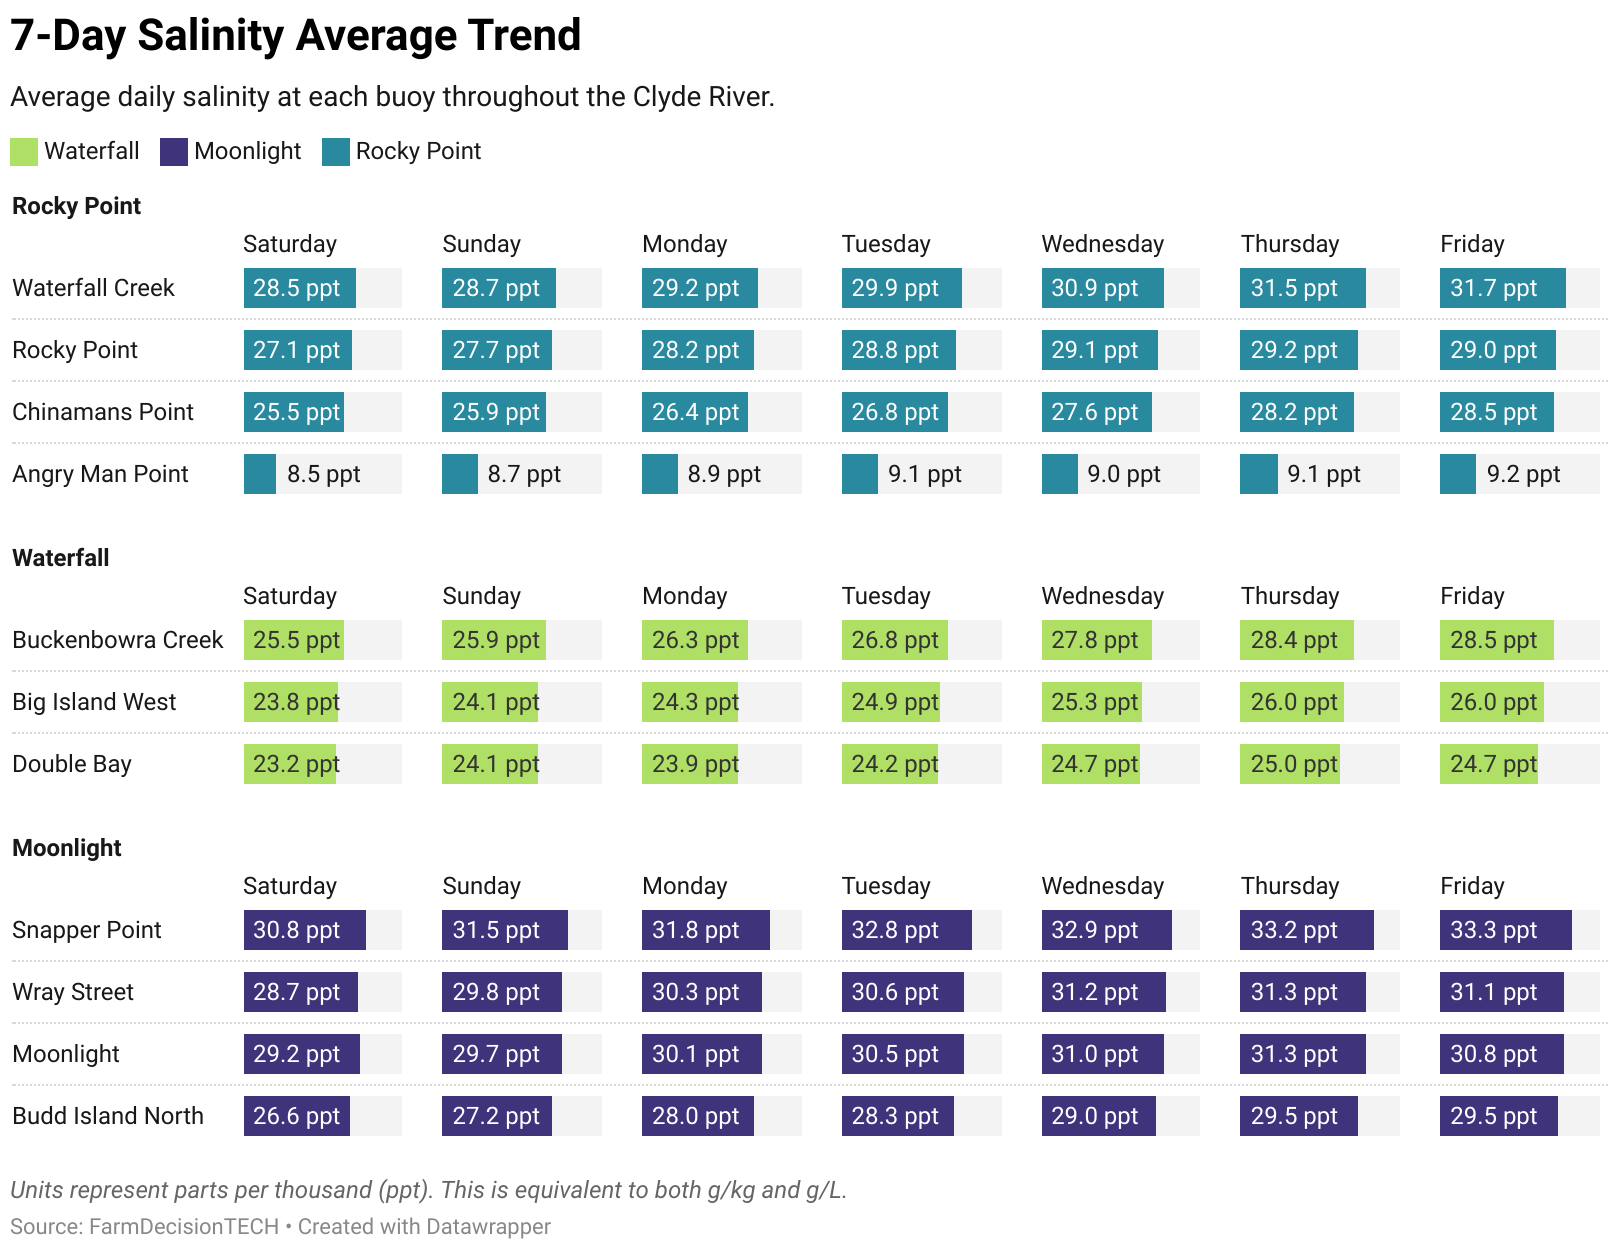 7-Day Salinity Average Trend
Average daily salinity at each buoy throughout the Clyde River.
Waterfall Moonlight Rocky Point
Rocky Point
Saturday Sunday Monday Tuesday Wednesday Thursday Friday
Waterfall Creek 28.5 ppt 28.7 ppt 29.2 ppt 29.9 ppt 30.9 ppt 31.5 ppt 31.7 ppt
Rocky Point 27.1 ppt 27.7 ppt 28.2 ppt 28.8 ppt 29.1 ppt 29.2 ppt 29.0 ppt
Chinamans Point 25.5 ppt 25.9 ppt 26.4 ppt 26.8 ppt 27.6 ppt 28.2 ppt 28.5 ppt
Angry Man Point 8.5 ppt 8.7 ppt 8.9 ppt 9.1 ppt 9.0 ppt 9.1 ppt 9.2 ppt
Waterfall
Saturday Sunday Monday Tuesday Wednesday Thursday Friday
Buckenbowra Creek 25.5 ppt 25.9 ppt 26.3 ppt 26.8 ppt 27.8 ppt 28.4 ppt 28.5 ppt
Big Island West 23.8 ppt 24.1 ppt 24.3 ppt 24.9 ppt 25.3 ppt 26.0 ppt 26.0 ppt
Double Bay 23.2 ppt 24.1 ppt 23.9 ppt 24.2 ppt 24.7 ppt 25.0 ppt 24.7 ppt
Moonlight
Saturday Sunday Monday Tuesday Wednesday Thursday Friday
Snapper Point 30.8 ppt 31.5 ppt 31.8 ppt 32.8 ppt 32.9 ppt 33.2 ppt 33.3 ppt
Wray Street 28.7 ppt 29.8 ppt 30.3 ppt 30.6 ppt 31.2 ppt 31.3 ppt 31.1 ppt
Moonlight 29.2 ppt 29.7 ppt 30.1 ppt 30.5 ppt 31.0 ppt 31.3 ppt 30.8 ppt
Budd Island North 26.6 ppt 27.2 ppt 28.0 ppt 28.3 ppt 29.0 ppt 29.5 ppt 29.5 ppt
Units represent parts per thousand (ppt). This is equivalent to both g/kg and g/L.
Source: FarmDecisionTECH • Created with Datawrapper